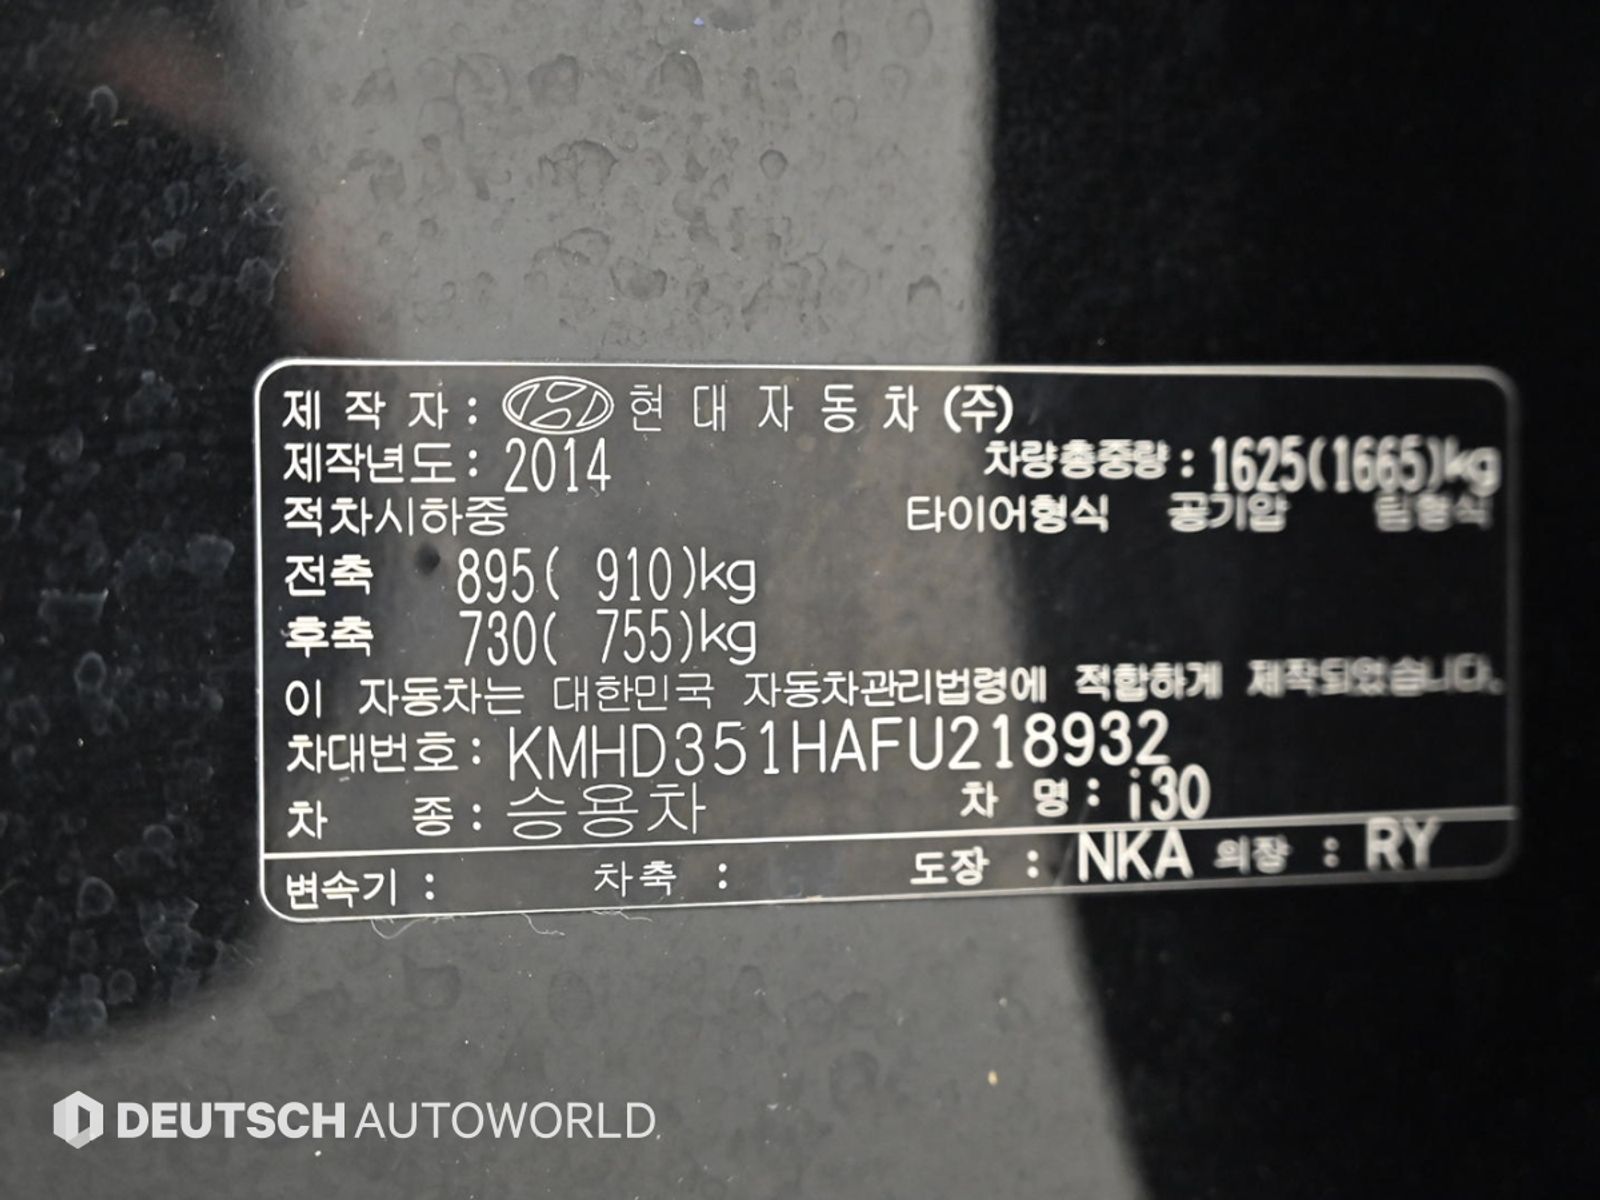 제 작 자 : 현 대 자 동 차 (주)
제작년도 : 2014 차량총중량 : 1625(1665)kg
적차시하중 타이어형식 공기압 림형식
전축 895( 910)kg
후축 730( 755)kg
이 자동차는 대한민국 자동차관리법령에 적합하게 제작되었습니다.
차대번호 : KMHD351HAFU218932
차 종 : 승용차 차 명 : i30
변속기 : 차축 : 도장 : NKA 의장 : RY
DEUTSCH AUTOWORLD